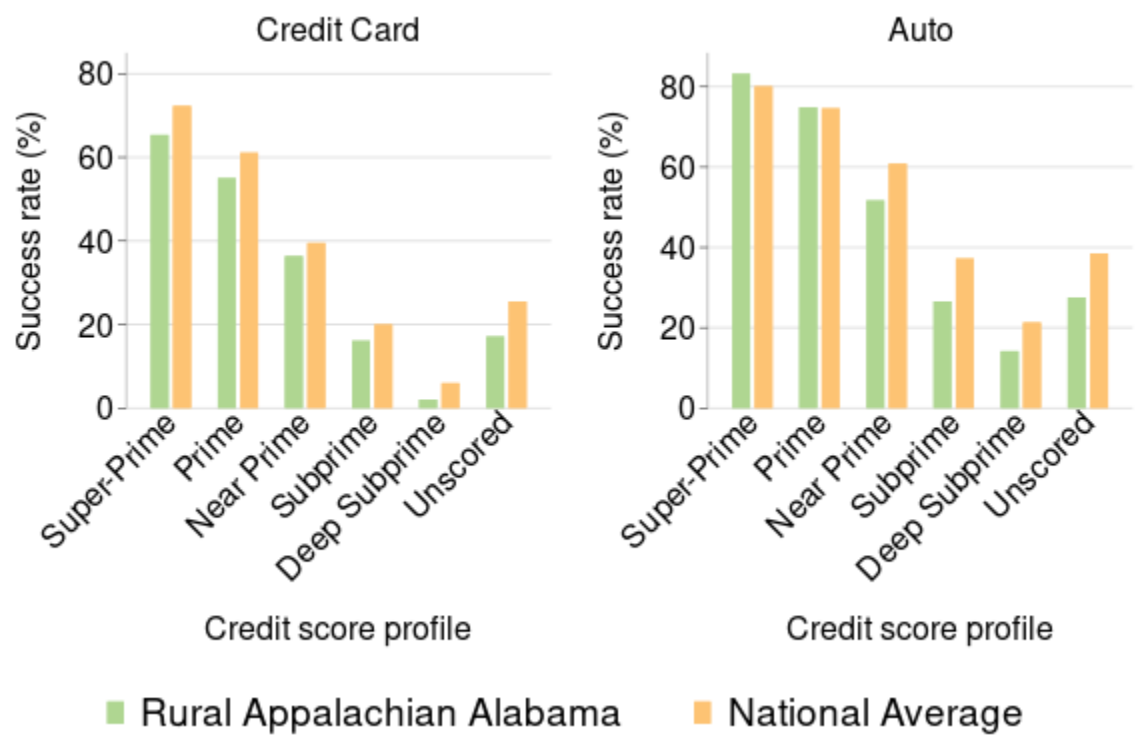 Credit Card
Success rate (%)
80
60
40
20
0
Super-Prime
Prime
Near Prime
Subprime
Deep Subprime
Unscored
Credit score profile
Auto
Success rate (%)
80
60
40
20
0
Super-Prime
Prime
Near Prime
Subprime
Deep Subprime
Unscored
Credit score profile
Rural Appalachian Alabama
National Average